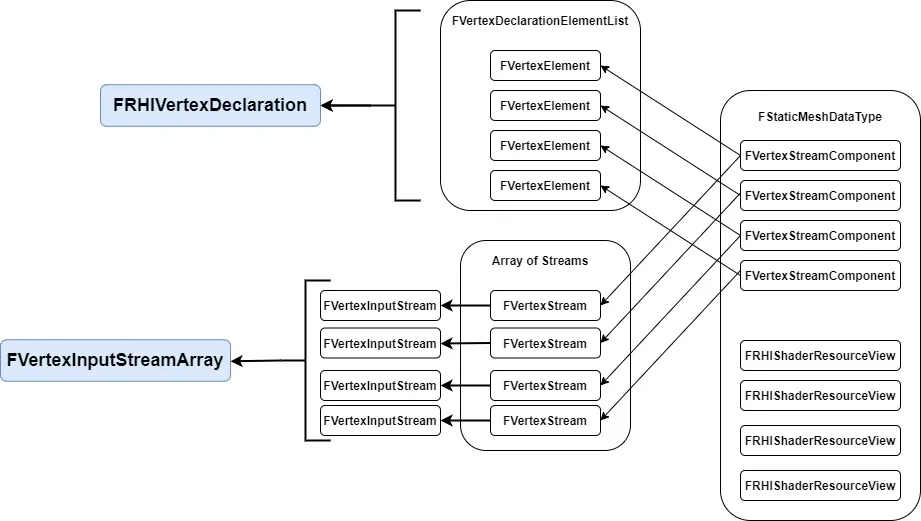 FVertexDeclarationElementList
FVertexElement
FVertexElement
FVertexElement
FVertexElement
FRHIVertexDeclaration
FStaticMeshDataType
FVertexStreamComponent
FVertexStreamComponent
FVertexStreamComponent
FVertexStreamComponent
FRHIShaderResourceView
FRHIShaderResourceView
FRHIShaderResourceView
FRHIShaderResourceView
Array of Streams
FVertexStream
FVertexStream
FVertexStream
FVertexStream
FVertexInputStream
FVertexInputStream
FVertexInputStream
FVertexInputStream
FVertexInputStreamArray